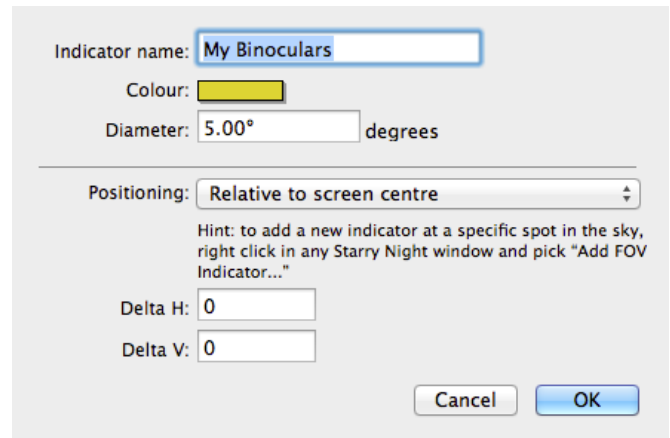 Indicator name: My Binoculars
Colour:
Diameter: 5.00° degrees
Positioning: Relative to screen centre
Hint: to add a new indicator at a specific spot in the sky,
right click in any Starry Night window and pick “Add FOV
Indicator...”
Delta H: 0
Delta V: 0
Cancel OK